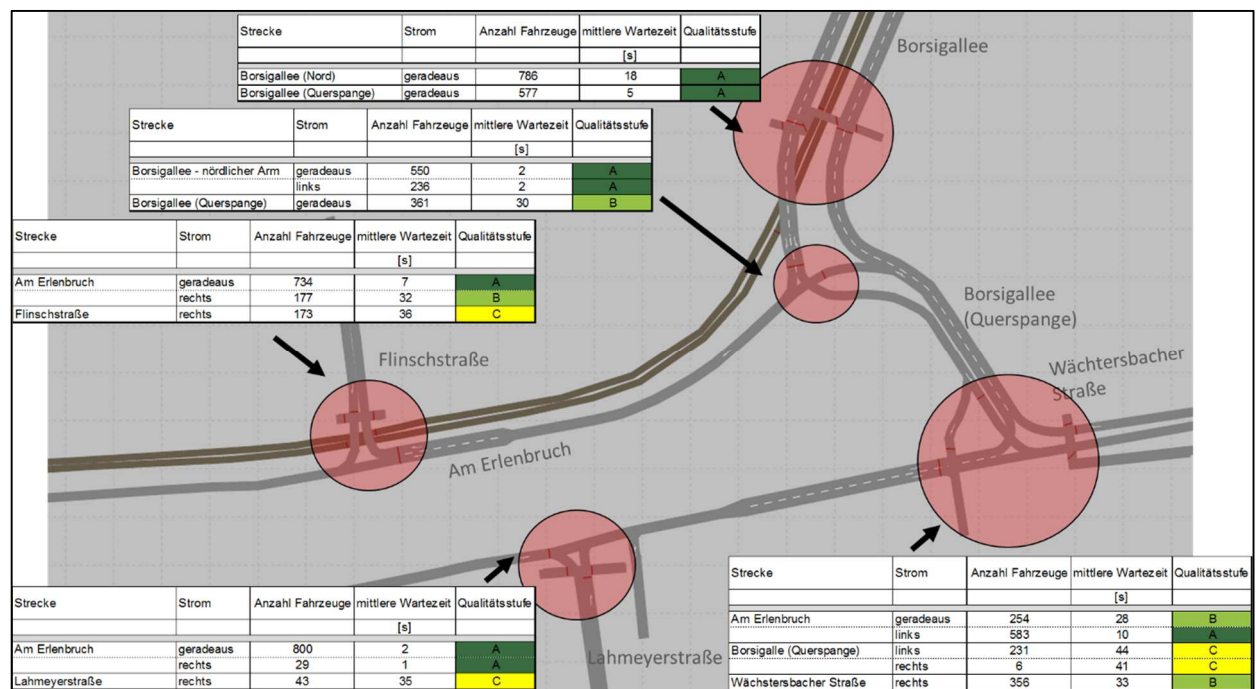 Strecke Strom Anzahl Fahrzeuge mittlere Wartezeit Qualitätsstufe
[s]
Borsigallee (Nord) geradeaus 786 18 A
Borsigallee (Querspange) geradeaus 577 5 A
Borsigallee
Strecke Strom Anzahl Fahrzeuge mittlere Wartezeit Qualitätsstufe
[s]
Borsigallee - nördlicher Arm geradeaus 550 2 A
links 236 2 A
Borsigallee (Querspange) geradeaus 361 30 B
Strecke Strom Anzahl Fahrzeuge mittlere Wartezeit Qualitätsstufe
[s]
Am Erlenbruch geradeaus 734 7 A
rechts 177 32 B
Flinschstraße rechts 173 36 C
Borsigallee
(Querspange)
Flinschstraße
Wächtersbacher
Straße
Am Erlenbruch
Strecke Strom Anzahl Fahrzeuge mittlere Wartezeit Qualitätsstufe
[s]
Am Erlenbruch geradeaus 800 2 A
rechts 29 1 A
Lahmeyerstraße rechts 43 35 C
Lahmeyerstraße
Strecke Strom Anzahl Fahrzeuge mittlere Wartezeit Qualitätsstufe
[s]
Am Erlenbruch geradeaus 254 28 B
links 583 10 A
Borsigalle (Querspange) links 231 44 C
rechts 6 41 C
Wächstersbacher Straße rechts 356 33 B